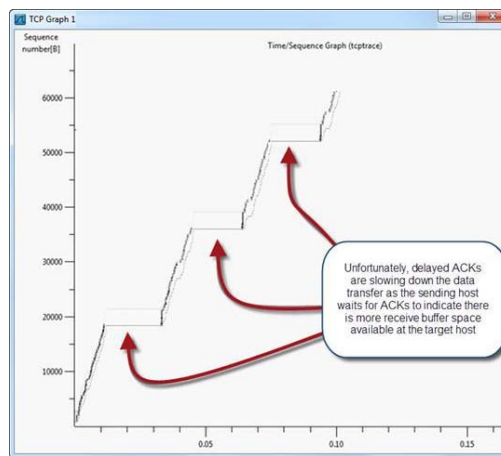 TCP Graph 1
Sequence
number[B]
Time/Sequence Graph (tcptrace)
60000
50000
40000
30000
20000
10000
Unfortunately, delayed ACKs
are slowing down the data
transfer as the sending host
waits for ACKs to indicate there
is more receive buffer space
available at the target host
0.05
0.10
0.15